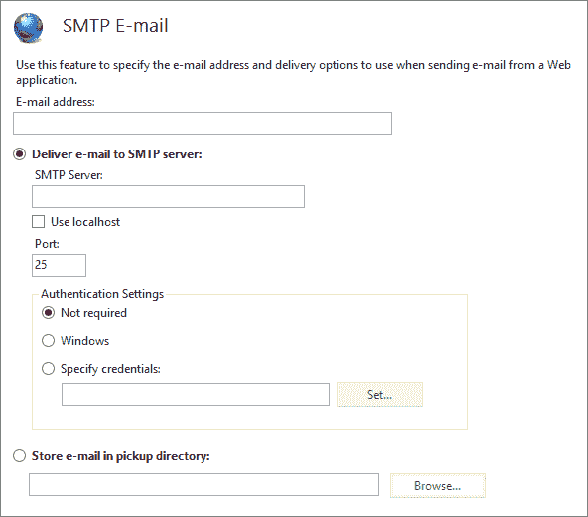 SMTP E-mail
Use this feature to specify the e-mail address and delivery options to use when sending e-mail from a Web
application.
E-mail address:
Deliver e-mail to SMTP server:
SMTP Server:
Use localhost
Port:
25
Authentication Settings
Not required
Windows
Specify credentials:
Set...
Store e-mail in pickup directory:
Browse...